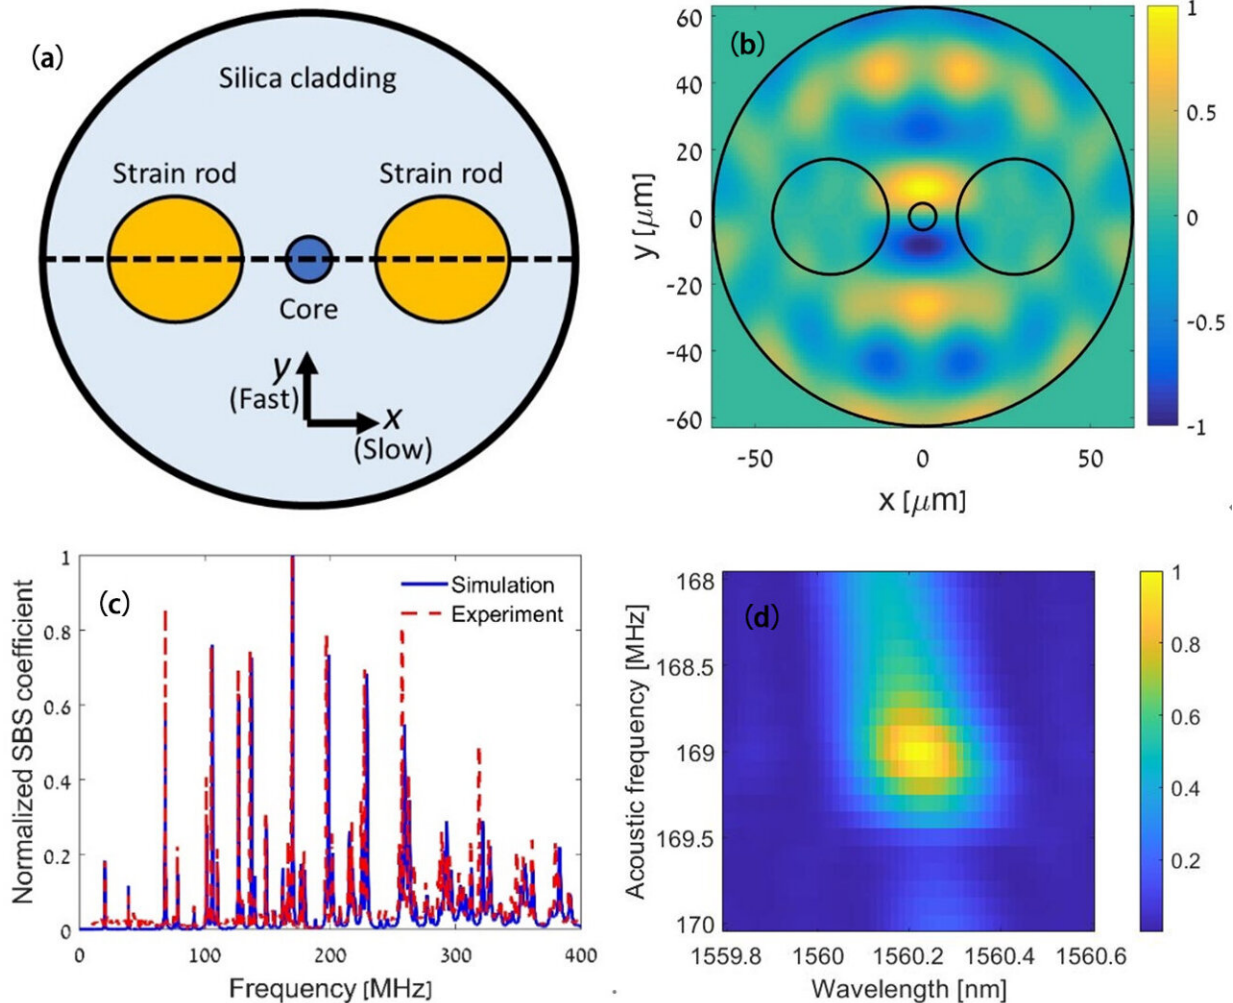 (a)
Silica cladding
Strain rod
Strain rod
Core
y
(Fast)
x
(Slow)
(b)
60
40
20
0
-20
-40
-60
y [μm]
-50
0
50
x [μm]
1
0.5
0
-0.5
-1
(c)
Simulation
Experiment
Normalized SBS coefficient
1
0.8
0.6
0.4
0.2
0
0
100
200
300
400
Frequency [MHz]
(d)
Acoustic frequency [MHz]
168
168.5
169
169.5
170
1559.8
1560
1560.2
1560.4
1560.6
Wavelength [nm]
1
0.8
0.6
0.4
0.2